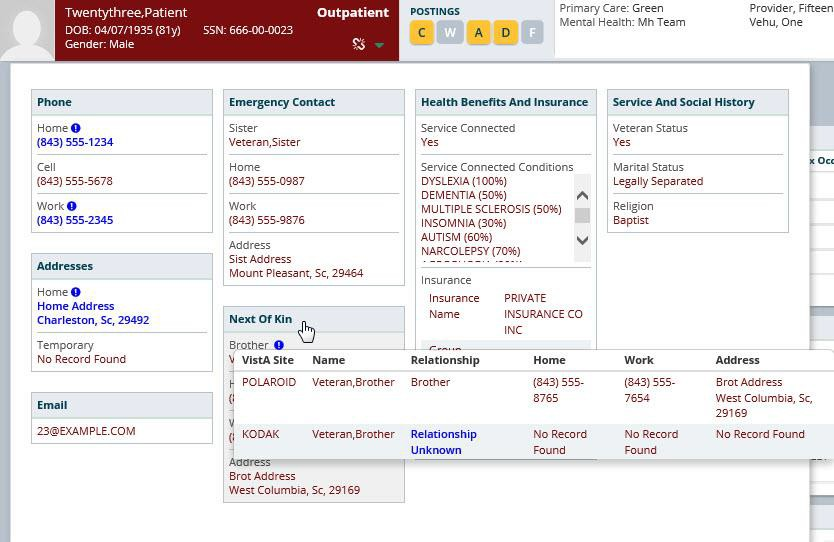 Twentythree,Patient
Outpatient
DOB: 04/07/1935 (81y) SSN: 666-00-0023
Gender: Male
POSTINGS
C W A D F
Primary Care: Green
Mental Health: Mh Team
Provider, Fifteen
Vehu, One
Phone
Home
(843) 555-1234
Cell
(843) 555-5678
Work
(843) 555-2345
Addresses
Home
Home Address
Charleston, Sc, 29492
Temporary
No Record Found
Email
23@EXAMPLE.COM
Emergency Contact
Sister
Veteran,Sister
Home
(843) 555-0987
Work
(843) 555-9876
Address
Sist Address
Mount Pleasant, Sc, 29464
Next Of Kin
Brother
Address
Brot Address
West Columbia, Sc, 29169
Health Benefits And Insurance
Service Connected
Yes
Service Connected Conditions
DYSLEXIA (100%)
DEMENTIA (50%)
MULTIPLE SCLEROSIS (50%)
INSOMNIA (30%)
AUTISM (60%)
NARCOLEPSY (70%)
Insurance
Insurance PRIVATE
Name INSURANCE CO
INC
Group
Service And Social History
Veteran Status
Yes
Marital Status
Legally Separated
Religion
Baptist
VistA Site Name Relationship Home Work Address
POLAROID Veteran,Brother Brother (843) 555- (843) 555- Brot Address
8765 7654 West Columbia, Sc,
29169
KODAK Veteran,Brother Relationship No Record No Record No Record Found
Unknown Found Found